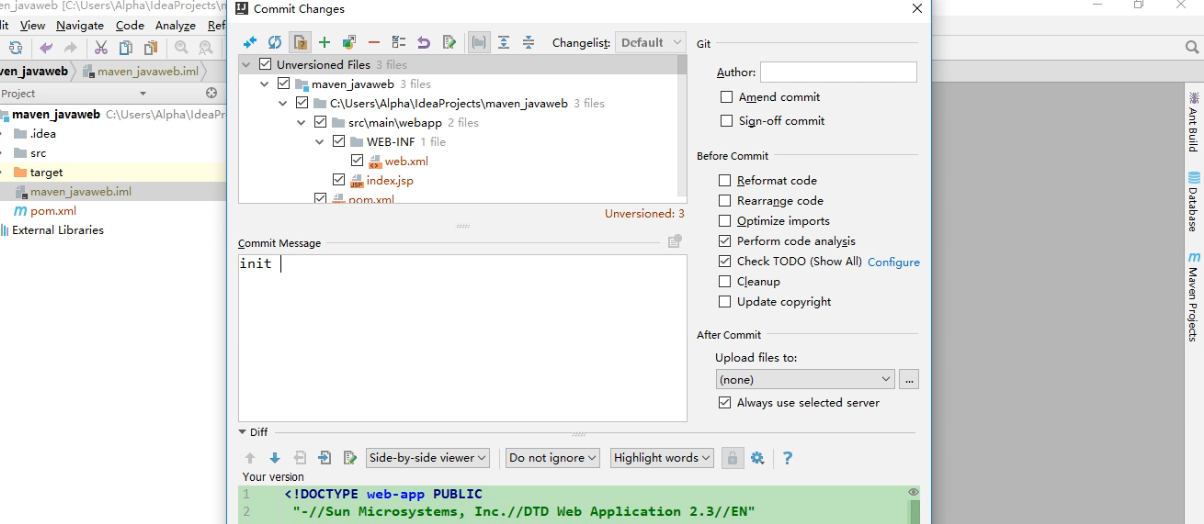 en_javaweb [C:\Users\Alpha\IdeaProjects\n
Commit Changes
it View Navigate Code Analyze Ref
Changelist: Default
Git
ven_javaweb maven_javaweb.iml
Unversioned Files 3 files
Author:
Project
maven_javaweb 3 files
Amend commit
maven_javaweb C:\Users\Alpha\IdeaPr
C:\Users\Alpha\IdeaProjects\maven_javaweb 3 files
Sign-off commit
.idea
src\main\webapp 2 files
src
WEB-INF 1 file
Before Commit
target
web.xml
Reformat code
maven_javaweb.iml
index.jsp
Rearrange code
pom.xml
pom.xml
Optimize imports
External Libraries
Unversioned: 3
Commit Message
Perform code analysis
init
Check TODO (Show All) Configure
Cleanup
Update copyright
After Commit
Upload files to:
(none)
...
Always use selected server
Diff
Side-by-side viewer Do not ignore Highlight words ?
Your version
1 <!DOCTYPE web-app PUBLIC
2 "-//Sun Microsystems, Inc.//DTD Web Application 2.3//EN"
Ant Build
Database
Maven Projects